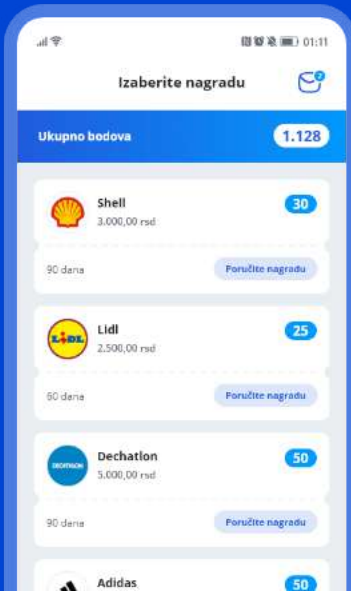 01:11
Izaberite nagradu
2
Ukupno bodova
1.128
Shell
30
3.000,00 rsd
90 dana
Poručite nagradu
LIDL
Lidl
25
2.500,00 rsd
60 dana
Poručite nagradu
DECATHLON
Dechatlon
50
5.000,00 rsd
90 dana
Poručite nagradu
Adidas
50